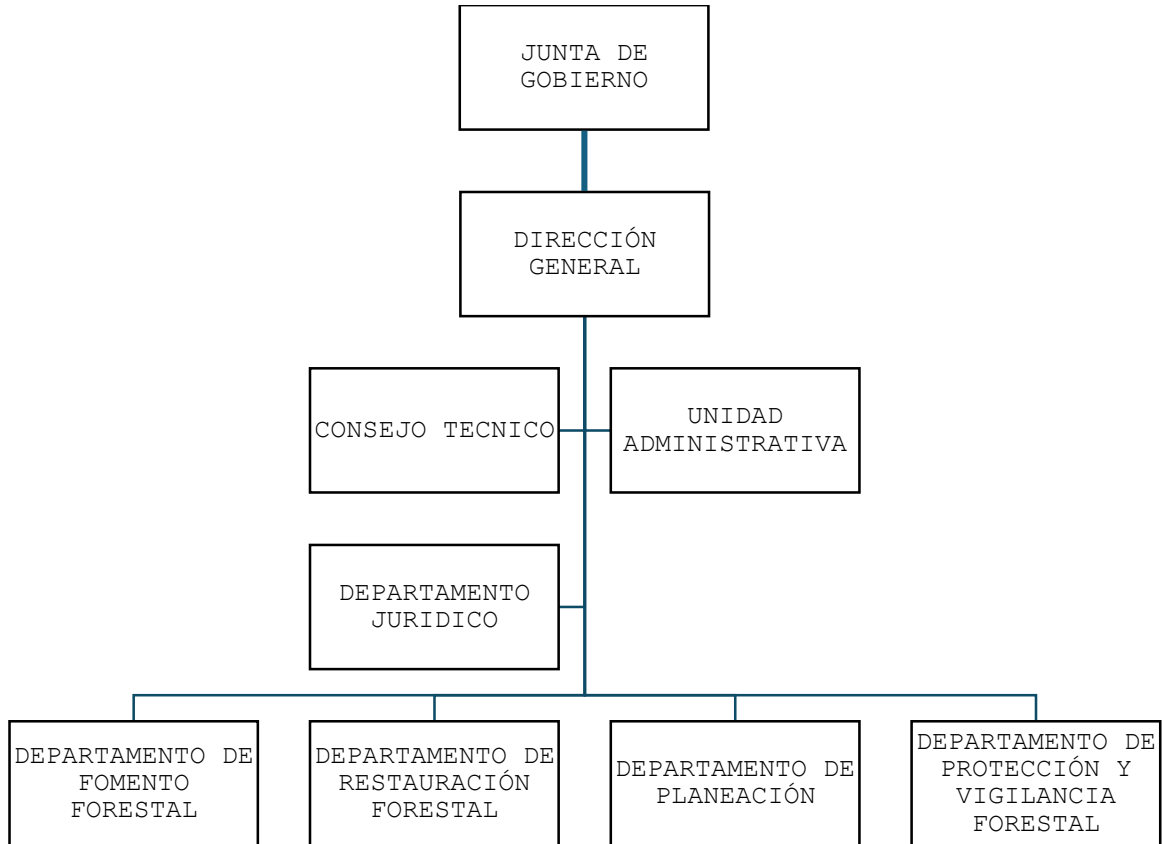 JUNTA DE
GOBIERNO
DIRECCIÓN
GENERAL
CONSEJO TECNICO
UNIDAD
ADMINISTRATIVA
DEPARTAMENTO
JURIDICO
DEPARTAMENTO DE
FOMENTO
FORESTAL
DEPARTAMENTO DE
RESTAURACIÓN
FORESTAL
DEPARTAMENTO DE
PLANEACIÓN
DEPARTAMENTO DE
PROTECCIÓN Y
VIGILANCIA
FORESTAL